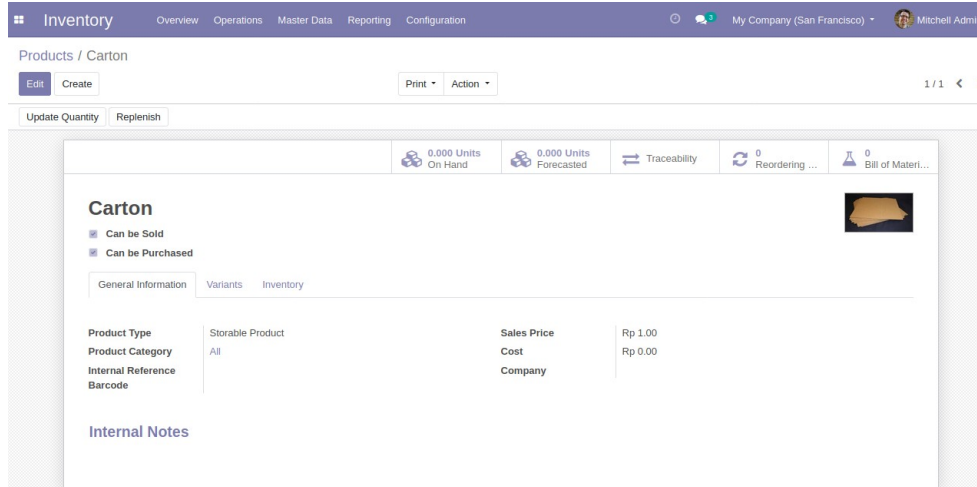 Inventory Overview Operations Master Data Reporting Configuration 3 My Company (San Francisco) Mitchell Admi
Products / Carton
Edit Create Print Action 1 / 1
Update Quantity Replenish
0.000 Units 0.000 Units Traceability 0 0
On Hand Forecasted Reordering ... Bill of Materi...
Carton
Can be Sold
Can be Purchased
General Information Variants Inventory
Product Type Storable Product Sales Price Rp 1.00
Product Category All Cost Rp 0.00
Internal Reference Company
Barcode
Internal Notes